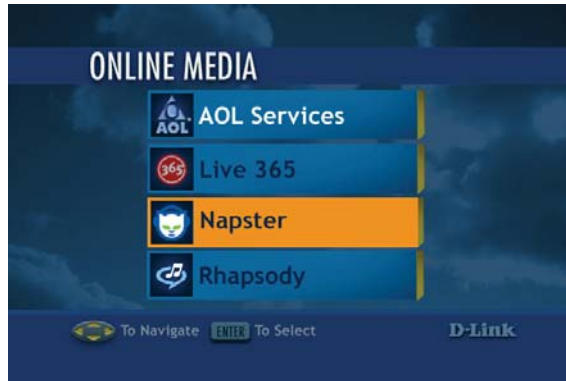 ONLINE MEDIA
AOL AOL Services
365 Live 365
Napster
Rhapsody
To Navigate ENTER To Select D-Link